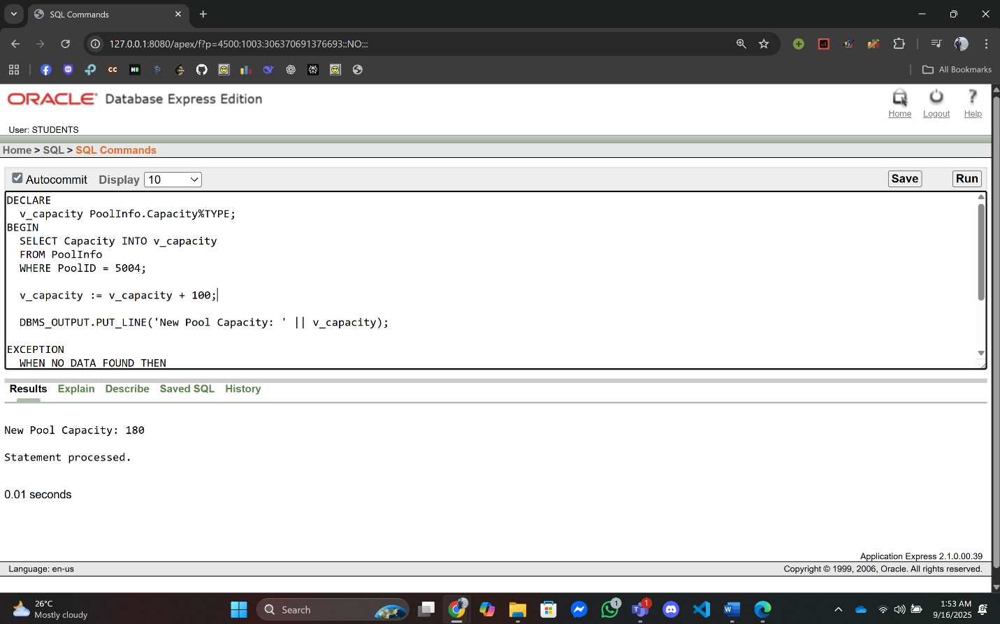 SQL Commands
127.0.0.1:8080/apex/f?p=4500:1003:306370691376693::NO:::
All Bookmarks
ORACLE Database Express Edition
Home
Logout
Help
User: STUDENTS
Home > SQL > SQL Commands
Autocommit Display 10
Save
Run
DECLARE
v_capacity PoolInfo.Capacity%TYPE;
BEGIN
SELECT Capacity INTO v_capacity
FROM PoolInfo
WHERE PoolID = 5004;
v_capacity := v_capacity + 100;
DBMS_OUTPUT.PUT_LINE('New Pool Capacity: ' || v_capacity);
EXCEPTION
WHEN NO_DATA_FOUND THEN
Results Explain Describe Saved SQL History
New Pool Capacity: 180
Statement processed.
0.01 seconds
Application Express 2.1.0.00.39
Language: en-us
Copyright © 1999, 2006, Oracle. All rights reserved.
26°C
Mostly cloudy
Search
1
1
1:53 AM
9/16/2025